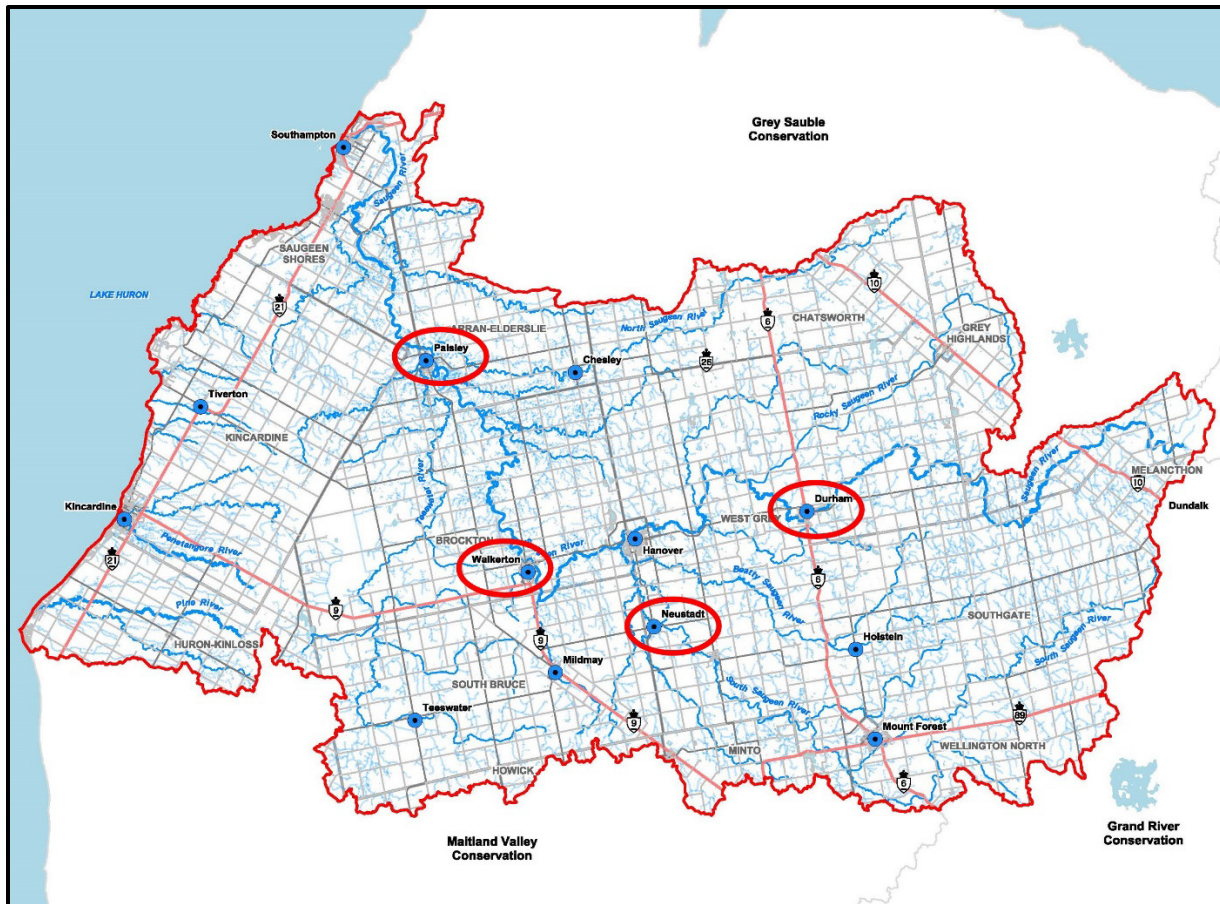 Grey Sauble
Conservation
Southampton
Saugeen River
SAUGEEN
SHORES
LAKE HURON
21
10
6
CHATSWORTH
North Saugeen River
ARRAN-ELDERSLIE
GREY
HIGHLANDS
Paisley
Chesley
25
Tiverton
Rocky Saugeen River
KINCARDINE
Teeswater River
Saugeen River
MELANCTHON
10
Dundalk
Durham
WEST GREY
Kincardine
Penetangore River
BROCKTON
Hanover
21
Walkerton
River
Beatty Saugeen River
6
Pine River
9
Neustadt
SOUTHGATE
HURON-KINLOSS
9
Holstein
South Saugeen River
Mildmay
SOUTH BRUCE
South Saugeen River
Teeswater
9
89
Mount Forest
MINTO
WELLINGTON NORTH
HOWICK
6
Maitland Valley
Conservation
Grand River
Conservation